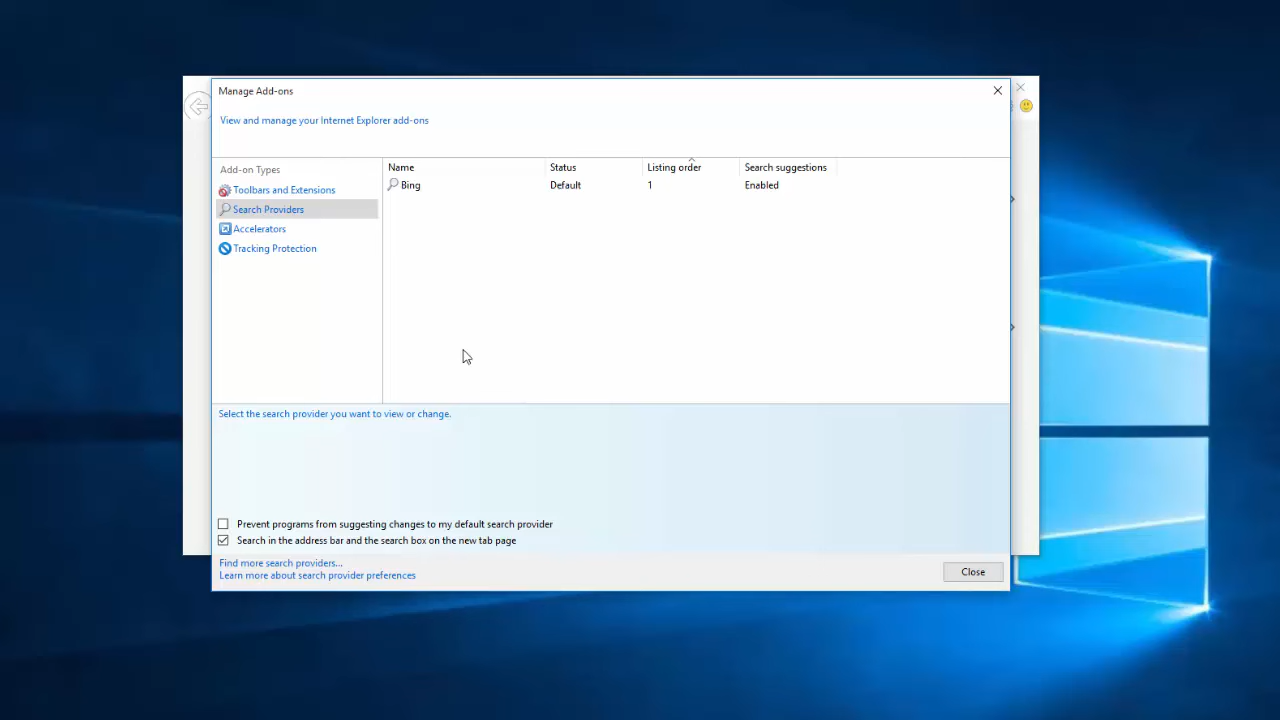 Manage Add-ons
View and manage your Internet Explorer add-ons
Add-on Types
Toolbars and Extensions
Search Providers
Accelerators
Tracking Protection
Name Status Listing order Search suggestions
Bing Default 1 Enabled
Select the search provider you want to view or change.
Prevent programs from suggesting changes to my default search provider
Search in the address bar and the search box on the new tab page
Find more search providers...
Learn more about search provider preferences
Close